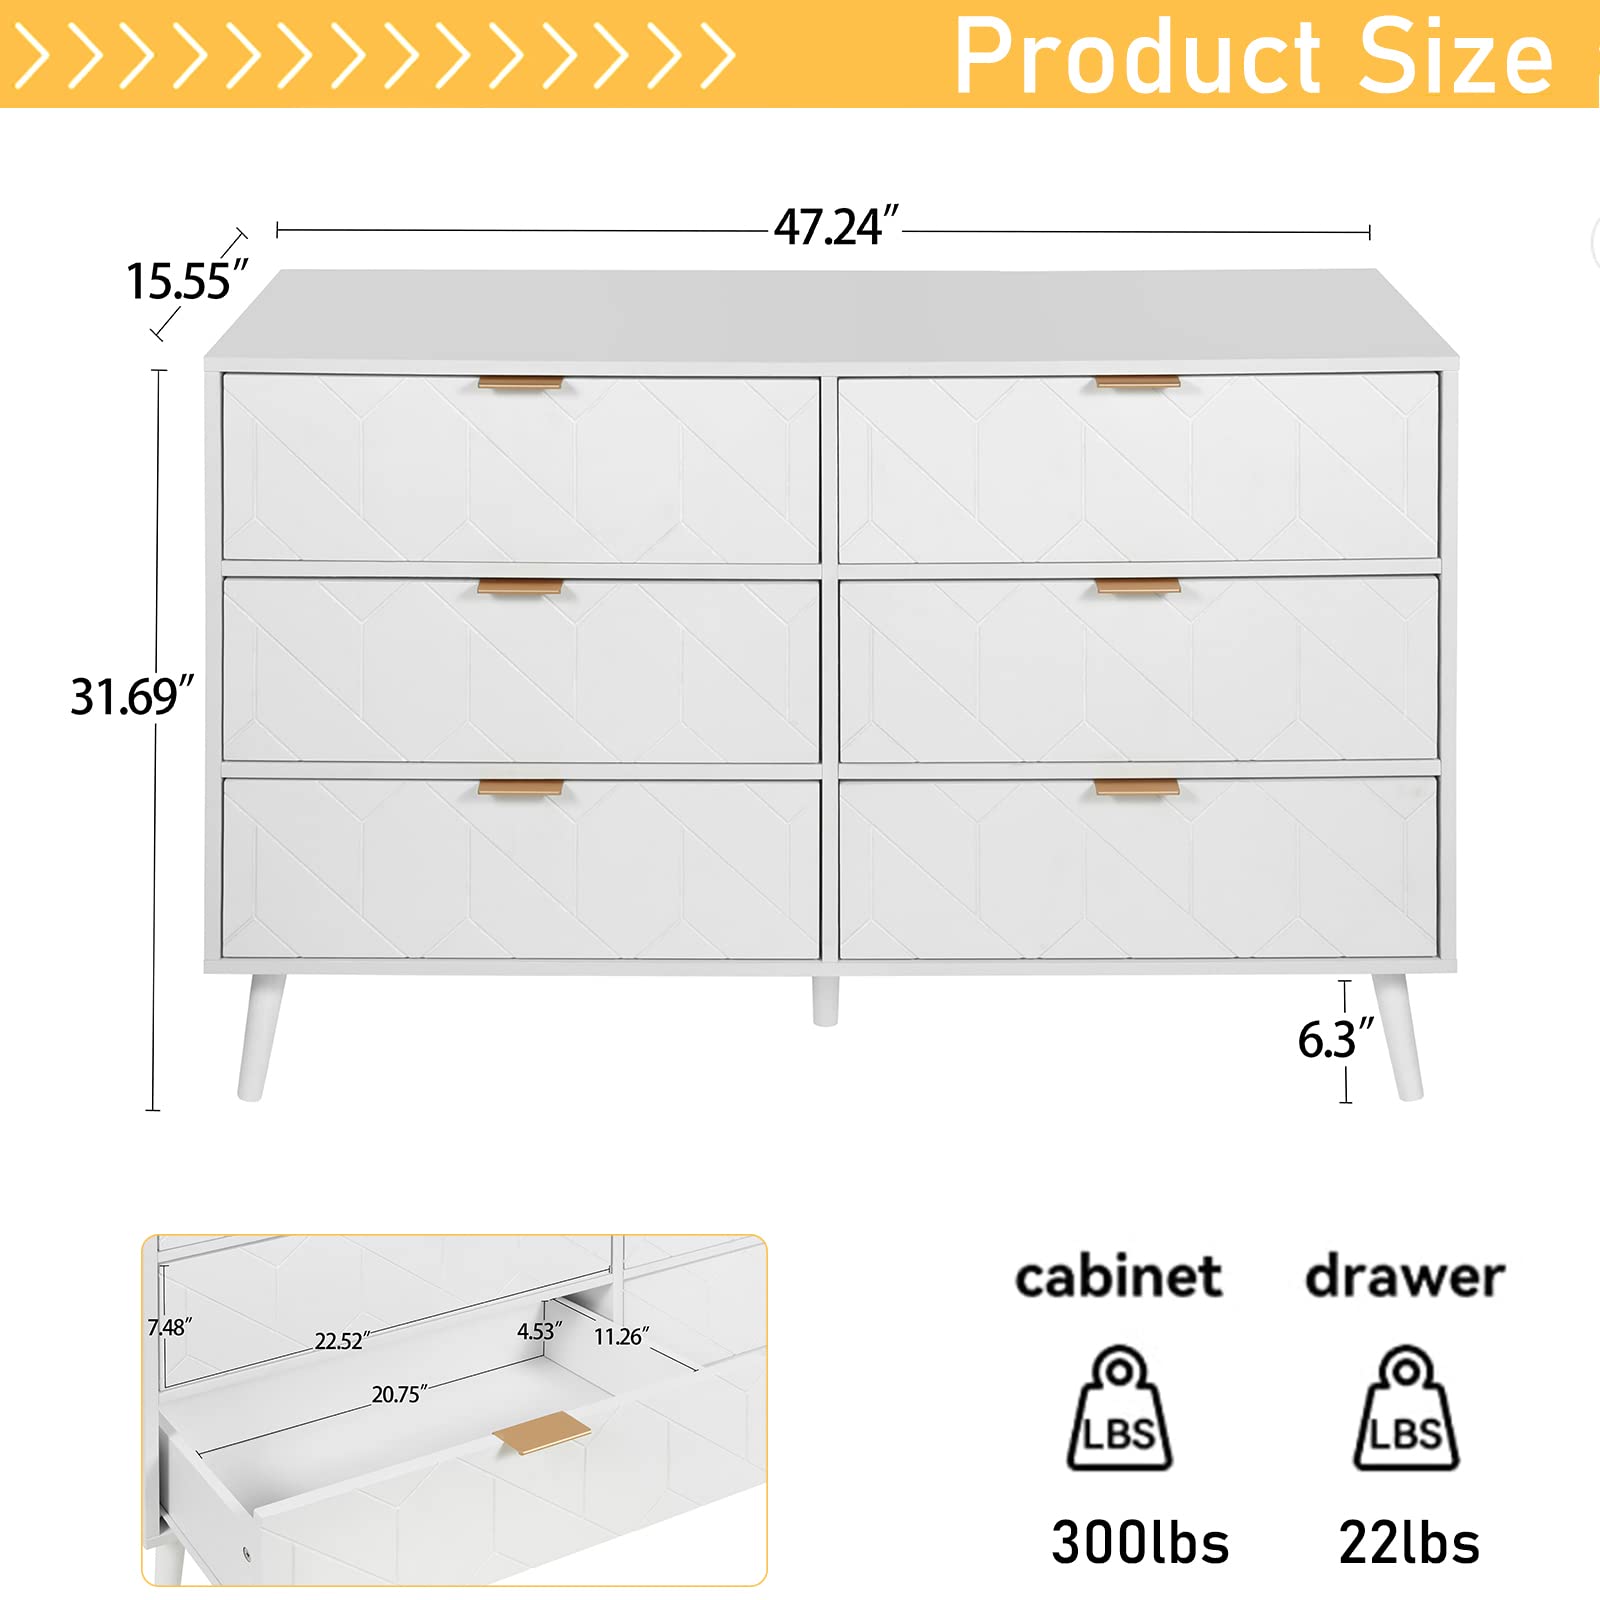 Product Size
47.24″
15.55″
31.69″
6.3″
7.48″
22.52″
4.53″
11.26″
20.75″
cabinet
drawer
LBS
LBS
300lbs
22lbs